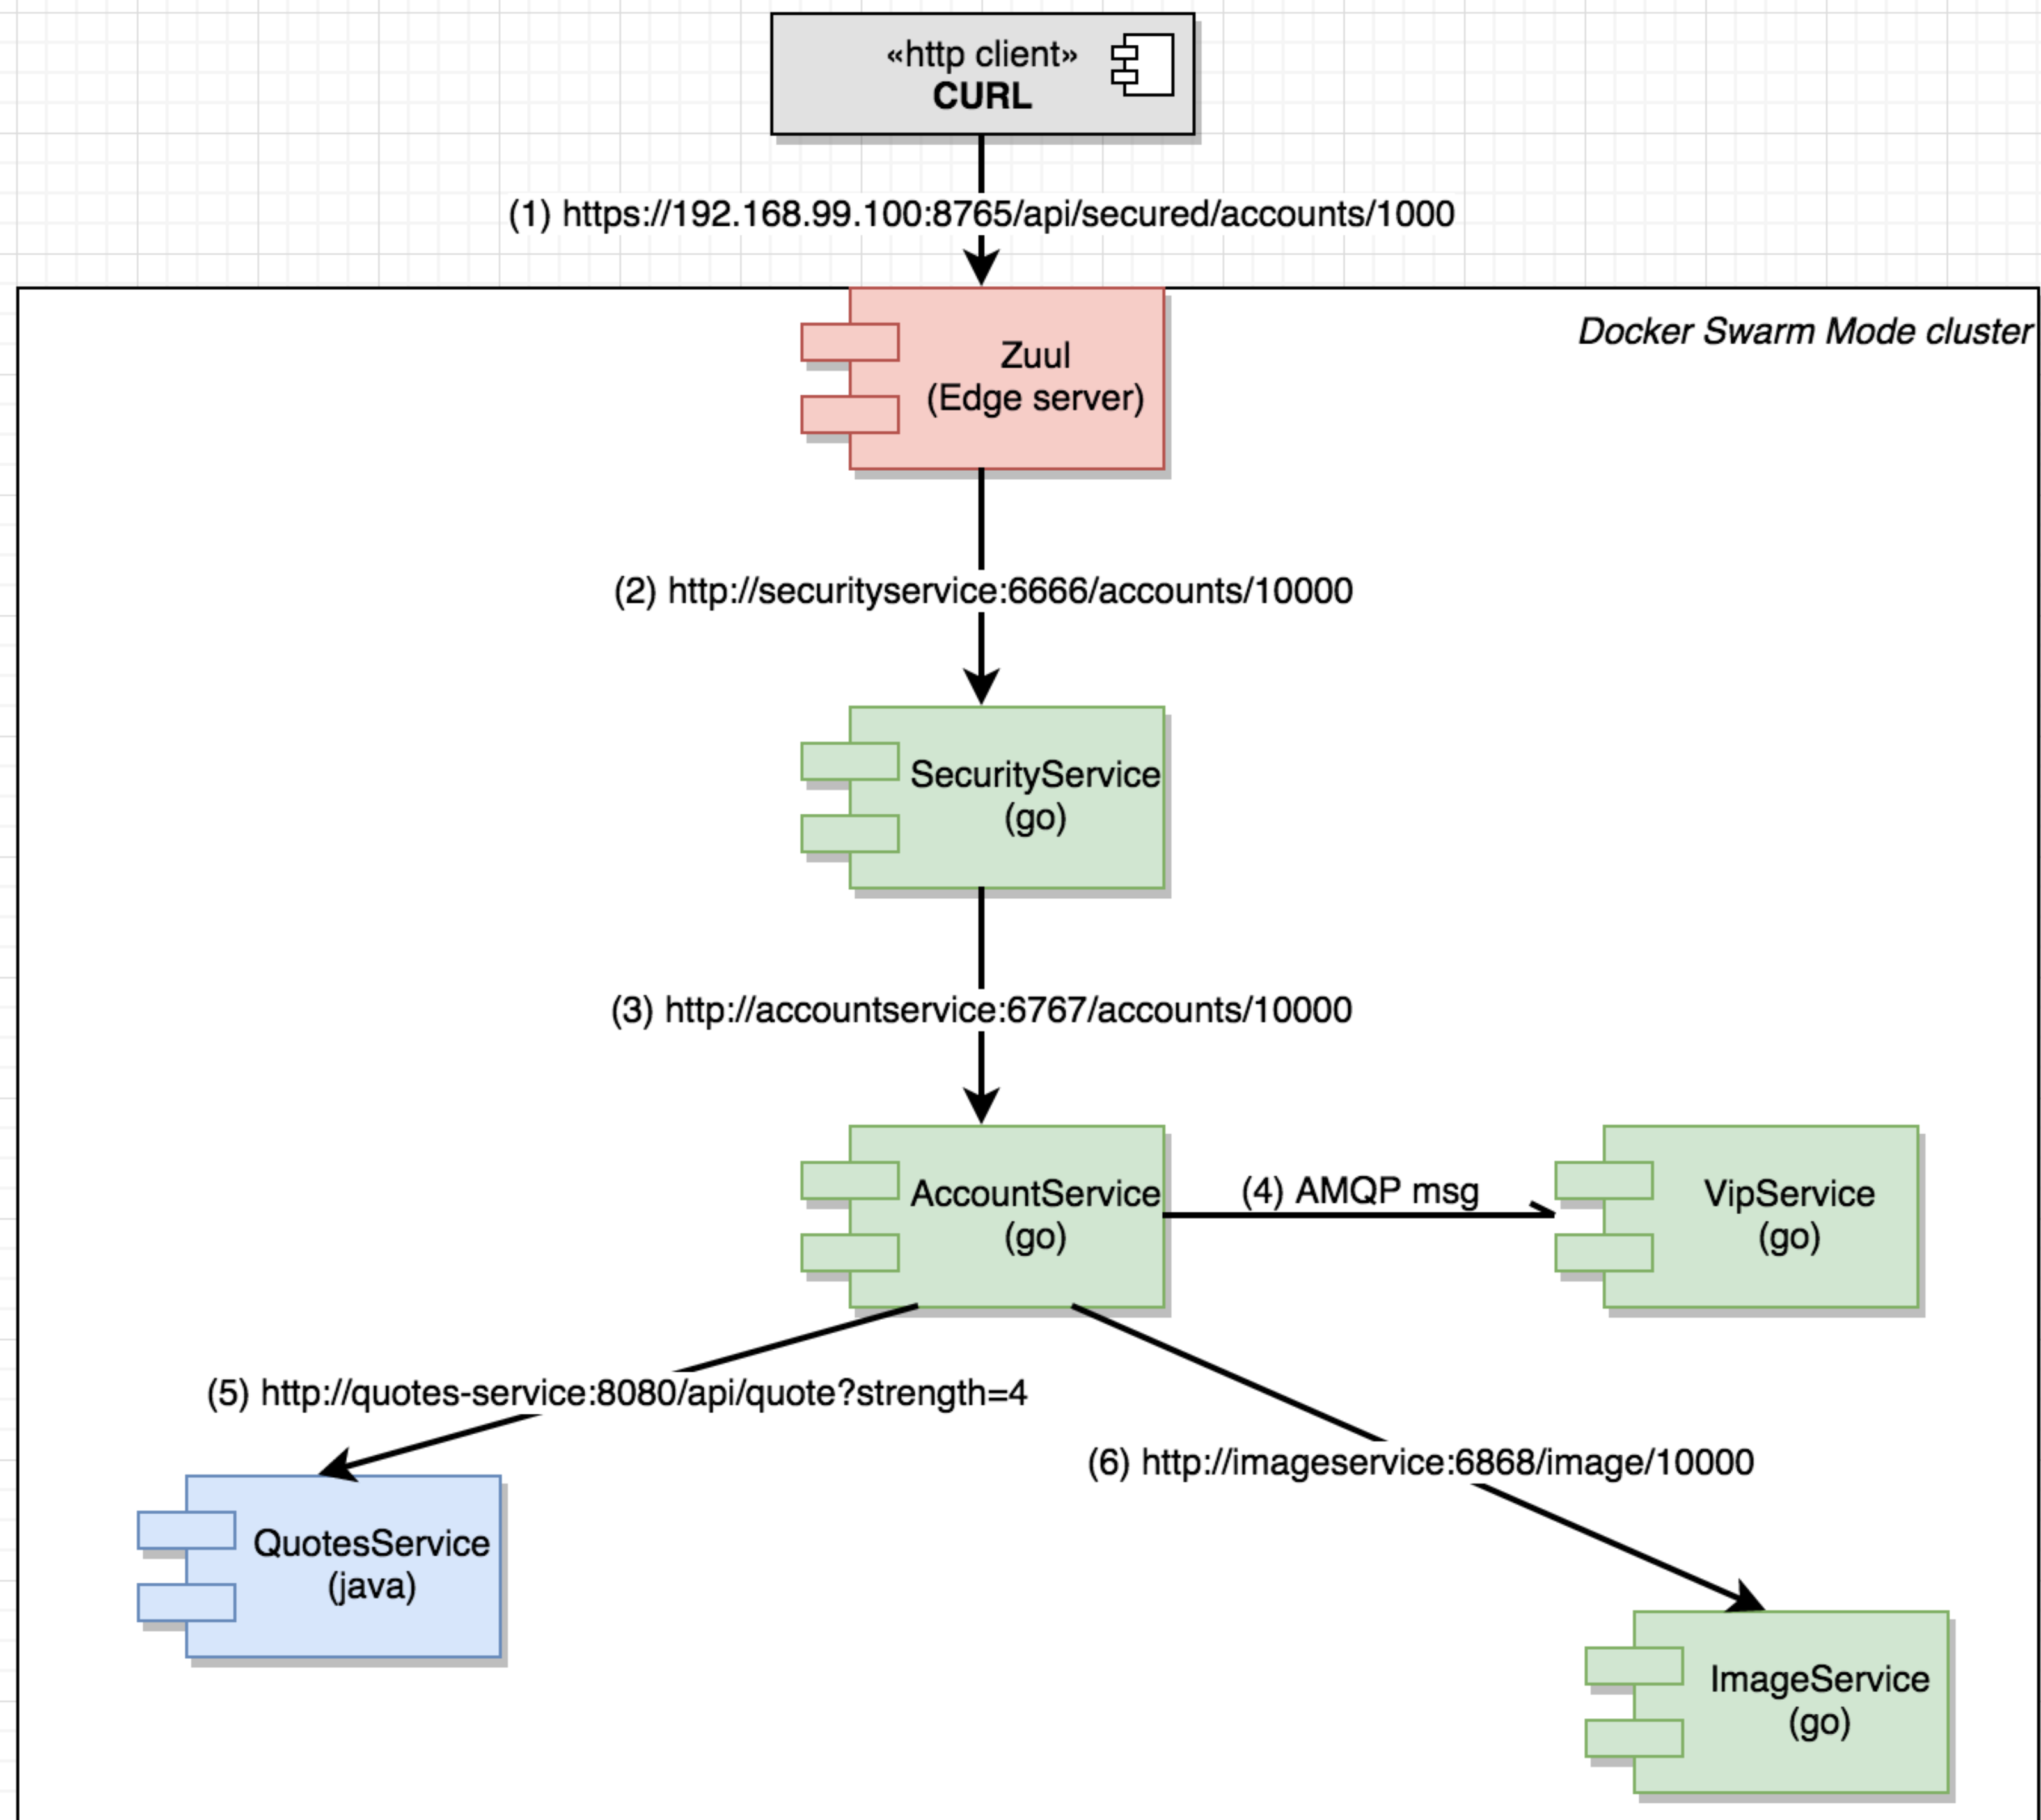 «http client»
CURL
(1) https://192.168.99.100:8765/api/secured/accounts/1000
Docker Swarm Mode cluster
Zuul
(Edge server)
(2) http://securityservice:6666/accounts/10000
SecurityService
(go)
(3) http://accountservice:6767/accounts/10000
AccountService
(go)
(4) AMQP msg
VipService
(go)
(5) http://quotes-service:8080/api/quote?strength=4
(6) http://imageservice:6868/image/10000
QuotesService
(java)
ImageService
(go)